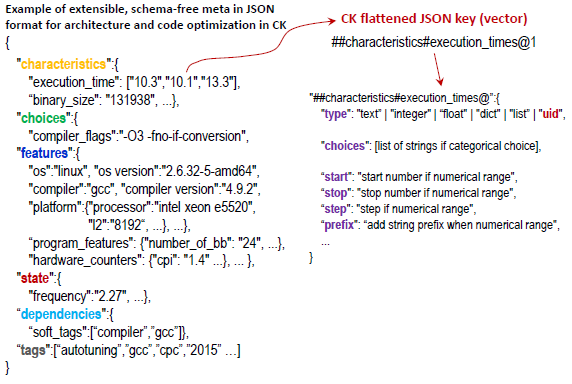 Example of extensible, schema-free meta in JSON
format for architecture and code optimization in CK
{
"characteristics":{
"execution_time": ["10.3","10.1","13.3"],
"binary_size": "131938", ...},
"choices":{
"compiler_flags":"-O3 -fno-if-conversion",
"features":{
"os":"linux", "os version":"2.6.32-5-amd64",
"compiler":"gcc", "compiler version":"4.9.2",
"platform":{"processor":"intel xeon e5520",
"l2":"8192“, ...}, ...},
“program_features": {"number_of_bb": "24", ...},
"hardware_counters": {"cpi": "1.4" ...}, ... },
"state":{
"frequency":"2.27", ...},
“dependencies":{
“soft_tags":[“compiler”,”gcc”]},
“tags":[“autotuning”,”gcc”,”cpc”,”2015” …]
}
CK flattened JSON key (vector)
##characteristics#execution_times@1
"##characteristics#execution_times@":{
"type": "text” | "integer" | “float" | "dict" | "list" | "uid",
"choices": [list of strings if categorical choice],
"start": "start number if numerical range",
"stop": "stop number if numerical range",
"step": "step if numerical range",
“prefix": “add string prefix when numerical range",
...
}